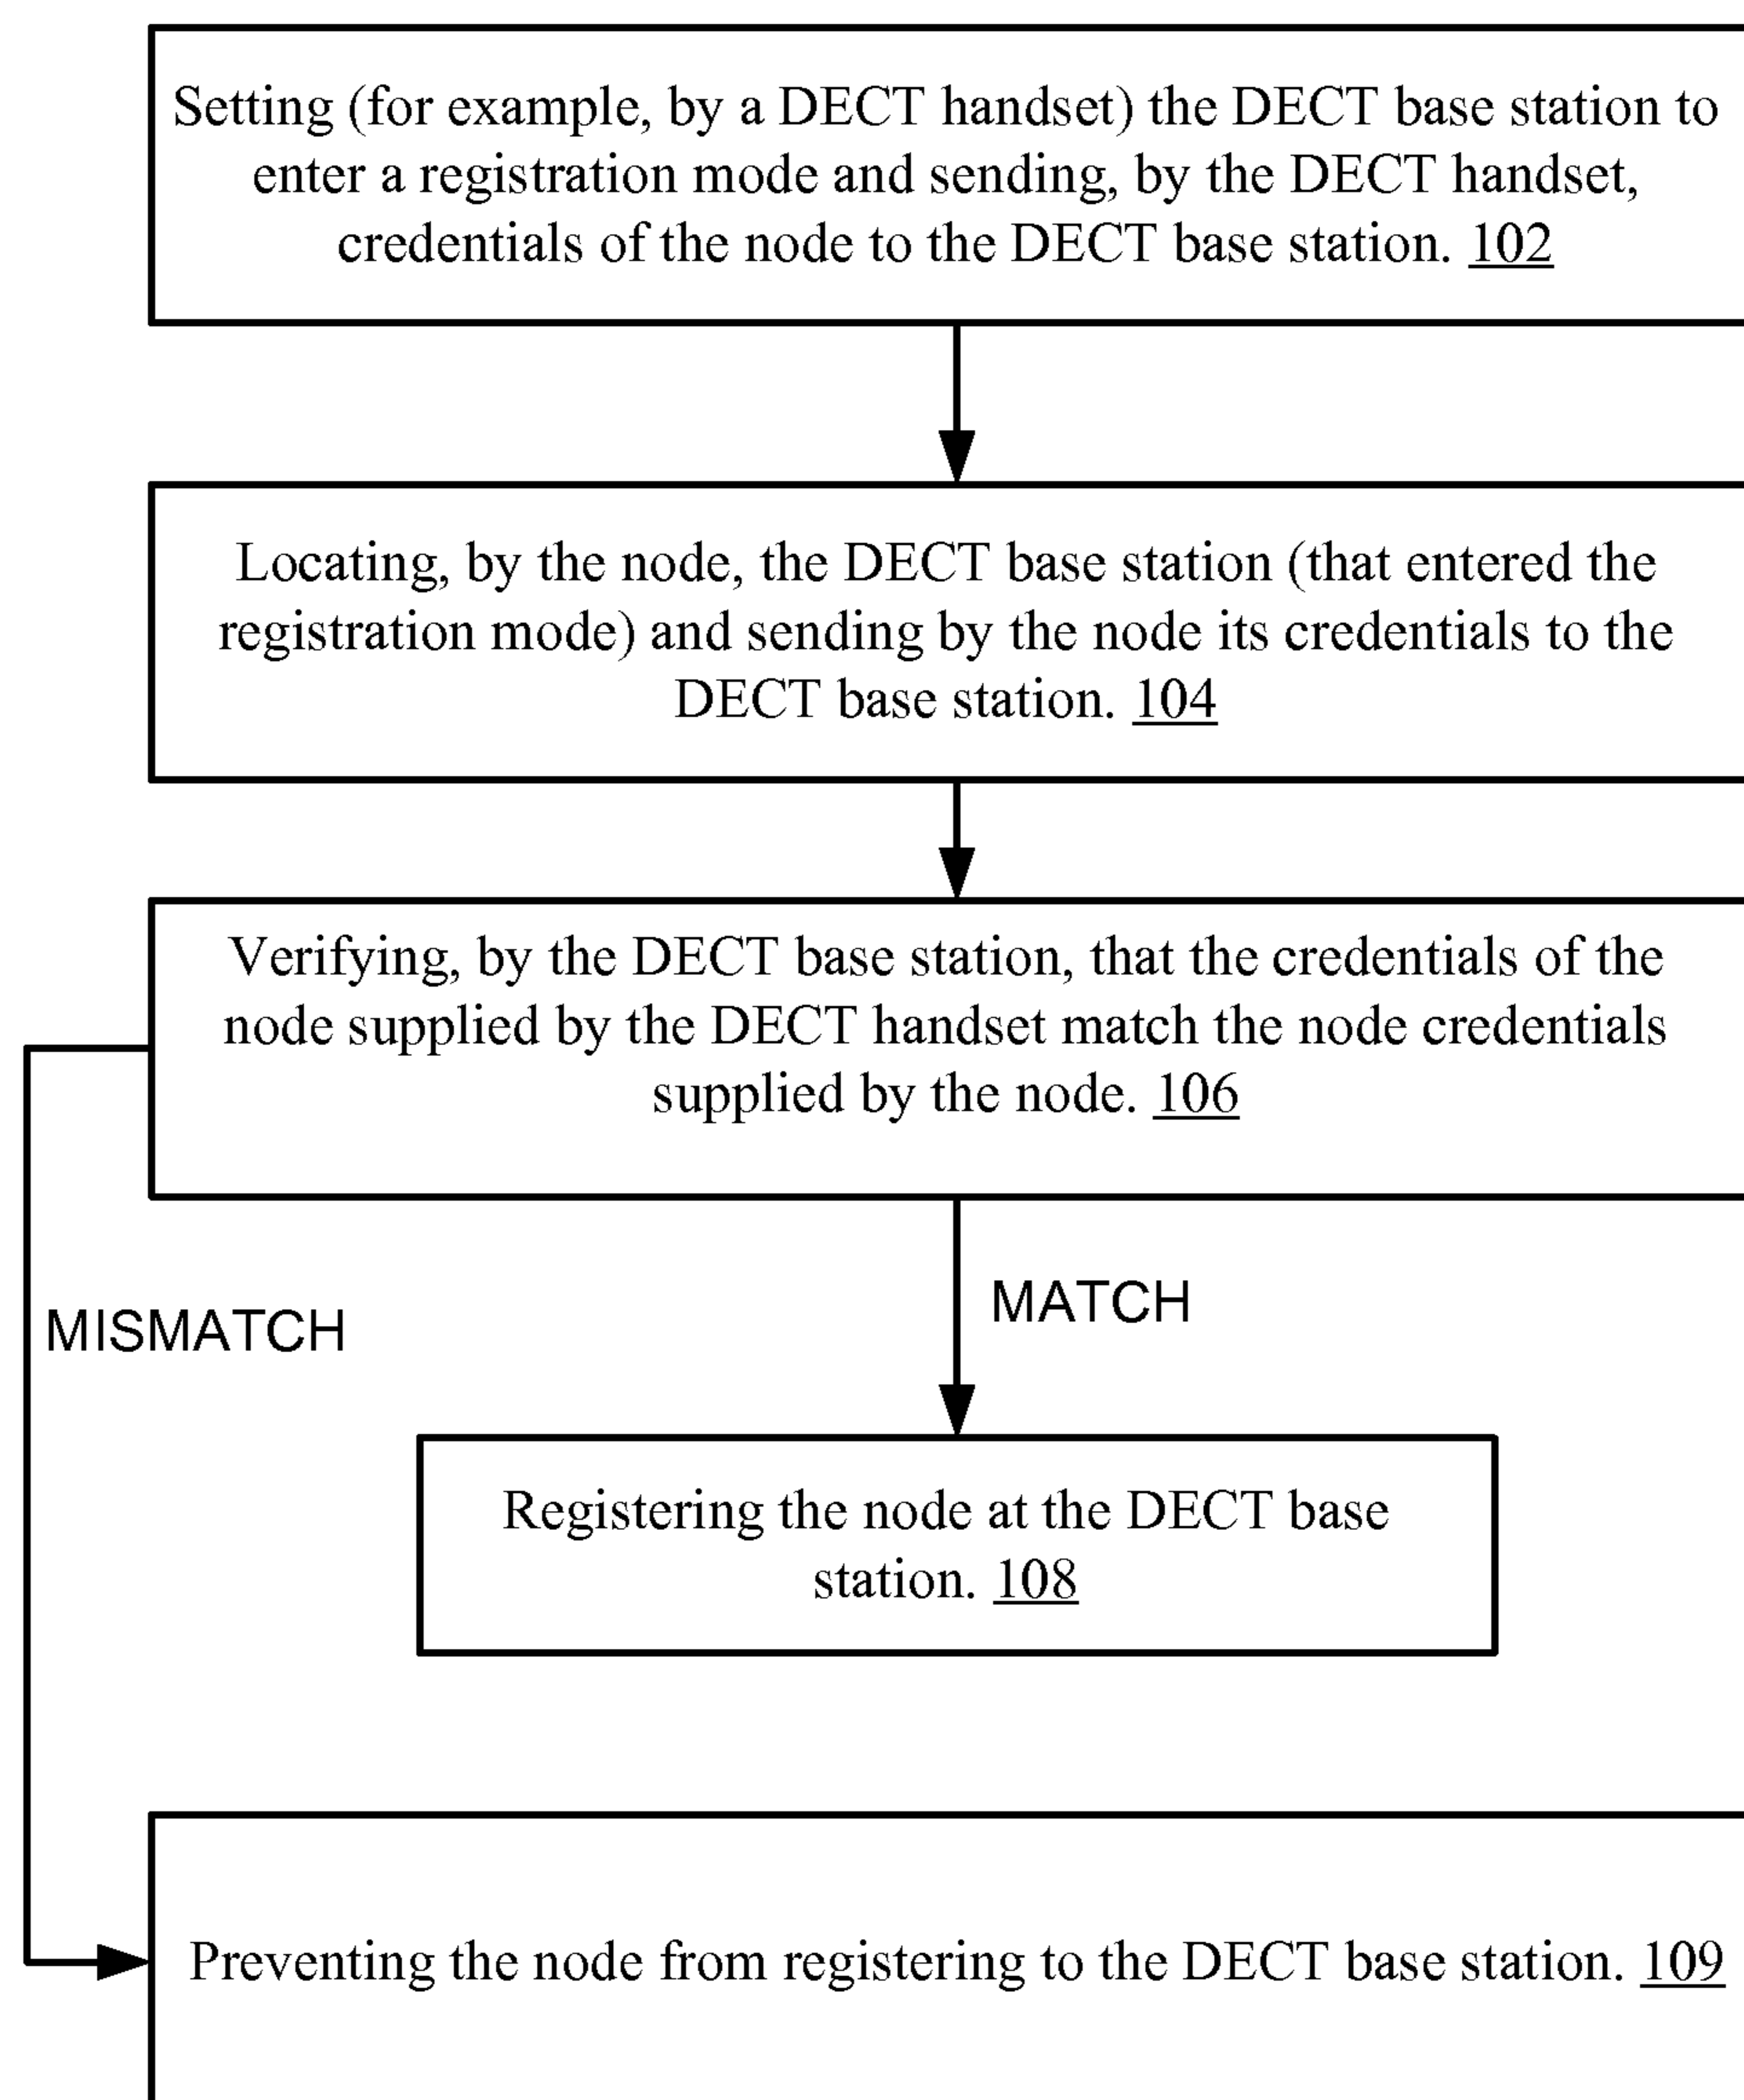 Setting (for example, by a DECT handset) the DECT base station to
enter a registration mode and sending, by the DECT handset,
credentials of the node to the DECT base station. 102
Locating, by the node, the DECT base station (that entered the
registration mode) and sending by the node its credentials to the
DECT base station. 104
Verifying, by the DECT base station, that the credentials of the
node supplied by the DECT handset match the node credentials
supplied by the node. 106
MATCH
MISMATCH
Registering the node at the DECT base
station. 108
Preventing the node from registering to the DECT base station. 109